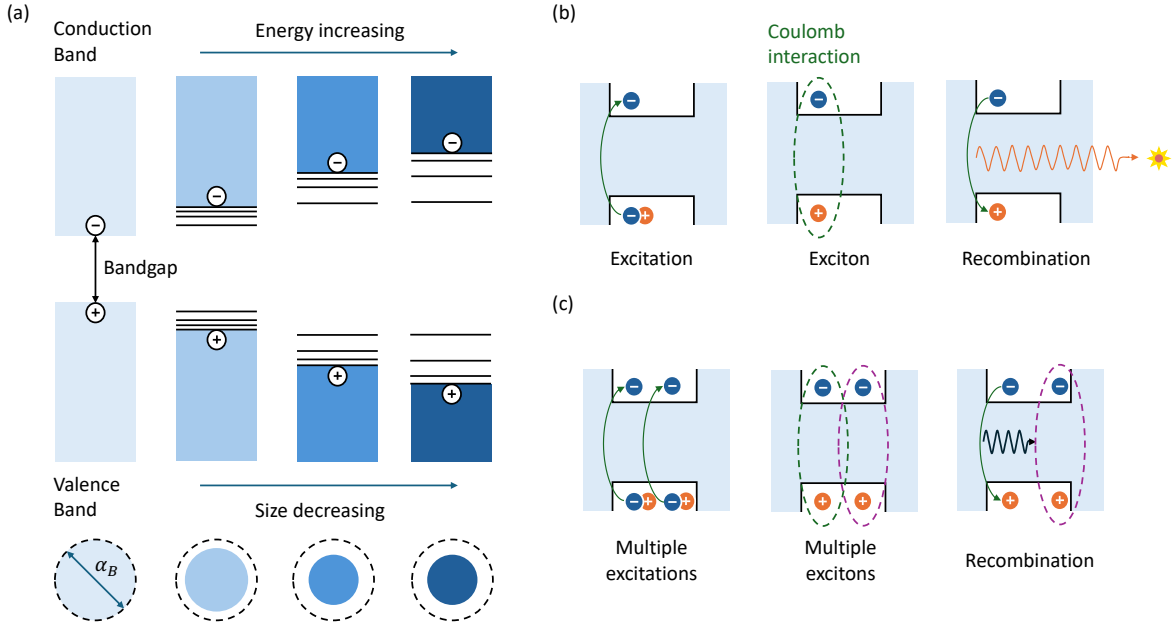 (a)
Conduction
Band
Energy increasing
−
−
−
−
Bandgap
+
+
+
+
Valence
Band
Size decreasing
α_B
(b)
Coulomb
interaction
−
−
−
− +
+
+
Excitation
Exciton
Recombination
(c)
− −
− −
− −
− + − +
+ +
+ +
Multiple
excitations
Multiple
excitons
Recombination